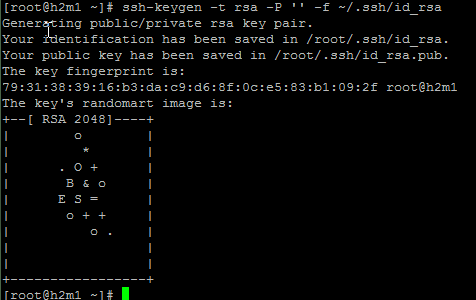 [root@h2m1 ~]# ssh-keygen -t rsa -P '' -f ~/.ssh/id_rsa
Generating public/private rsa key pair.
Your identification has been saved in /root/.ssh/id_rsa.
Your public key has been saved in /root/.ssh/id_rsa.pub.
The key fingerprint is:
79:31:38:39:16:b3:da:c9:d6:8f:0c:e5:83:b1:09:2f root@h2m1
The key's randomart image is:
+--[ RSA 2048]----+
|        o        |
|         *       |
|      . O +      |
|       B & o     |
|      E S =      |
|       o + +     |
|          o .    |
|                 |
|                 |
+-----------------+
[root@h2m1 ~]#